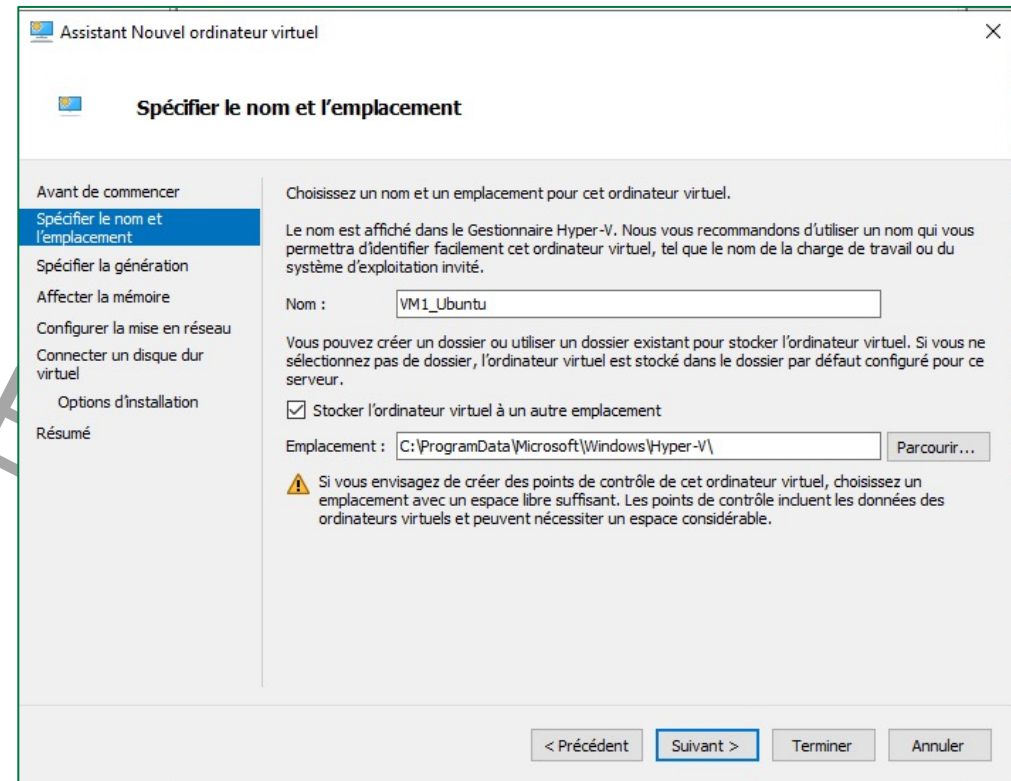 Assistant Nouvel ordinateur virtuel
Spécifier le nom et l'emplacement
Avant de commencer
Spécifier le nom et
l'emplacement
Spécifier la génération
Affecter la mémoire
Configurer la mise en réseau
Connecter un disque dur
virtuel
Options d'installation
Résumé
Choisissez un nom et un emplacement pour cet ordinateur virtuel.
Le nom est affiché dans le Gestionnaire Hyper-V. Nous vous recommandons d'utiliser un nom qui vous
permettra d'identifier facilement cet ordinateur virtuel, tel que le nom de la charge de travail ou du
système d'exploitation invité.
Nom : VM1_Ubuntu
Vous pouvez créer un dossier ou utiliser un dossier existant pour stocker l'ordinateur virtuel. Si vous ne
sélectionnez pas de dossier, l'ordinateur virtuel est stocké dans le dossier par défaut configuré pour ce
serveur.
Stocker l'ordinateur virtuel à un autre emplacement
Emplacement : C:\ProgramData\Microsoft\Windows\Hyper-V\ Parcourir...
Si vous envisagez de créer des points de contrôle de cet ordinateur virtuel, choisissez un
emplacement avec un espace libre suffisant. Les points de contrôle incluent les données des
ordinateurs virtuels et peuvent nécessiter un espace considérable.
< Précédent Suivant > Terminer Annuler